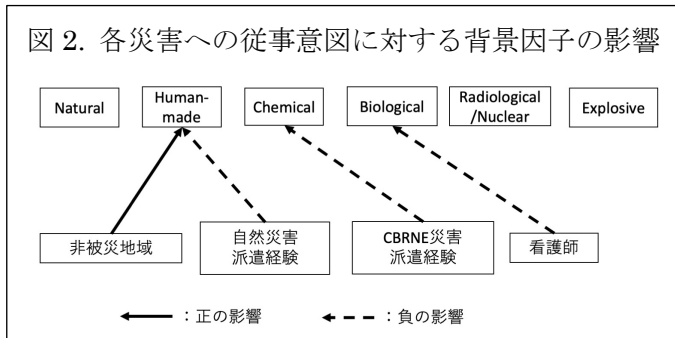 図 2. 各災害への従事意図に対する背景因子の影響
Natural
Human-
made
Chemical
Biological
Radiological
/Nuclear
Explosive
非被災地域
自然災害
派遣経験
CBRNE災害
派遣経験
看護師
：正の影響
：負の影響